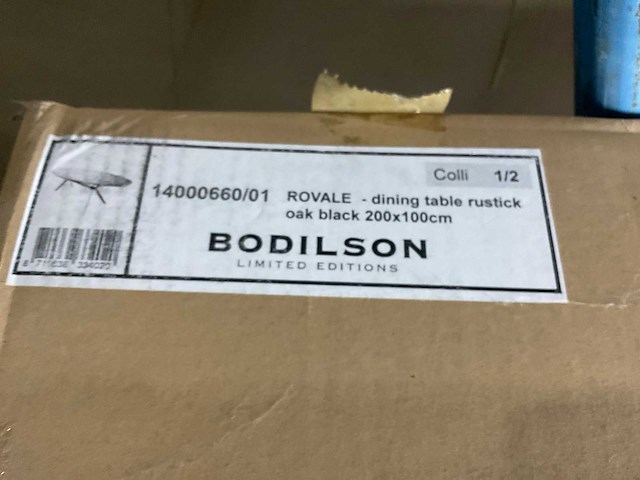 Colli 1/2
14000660/01 ROVALE - dining table rustick
oak black 200x100cm
BODILSON
LIMITED EDITIONS